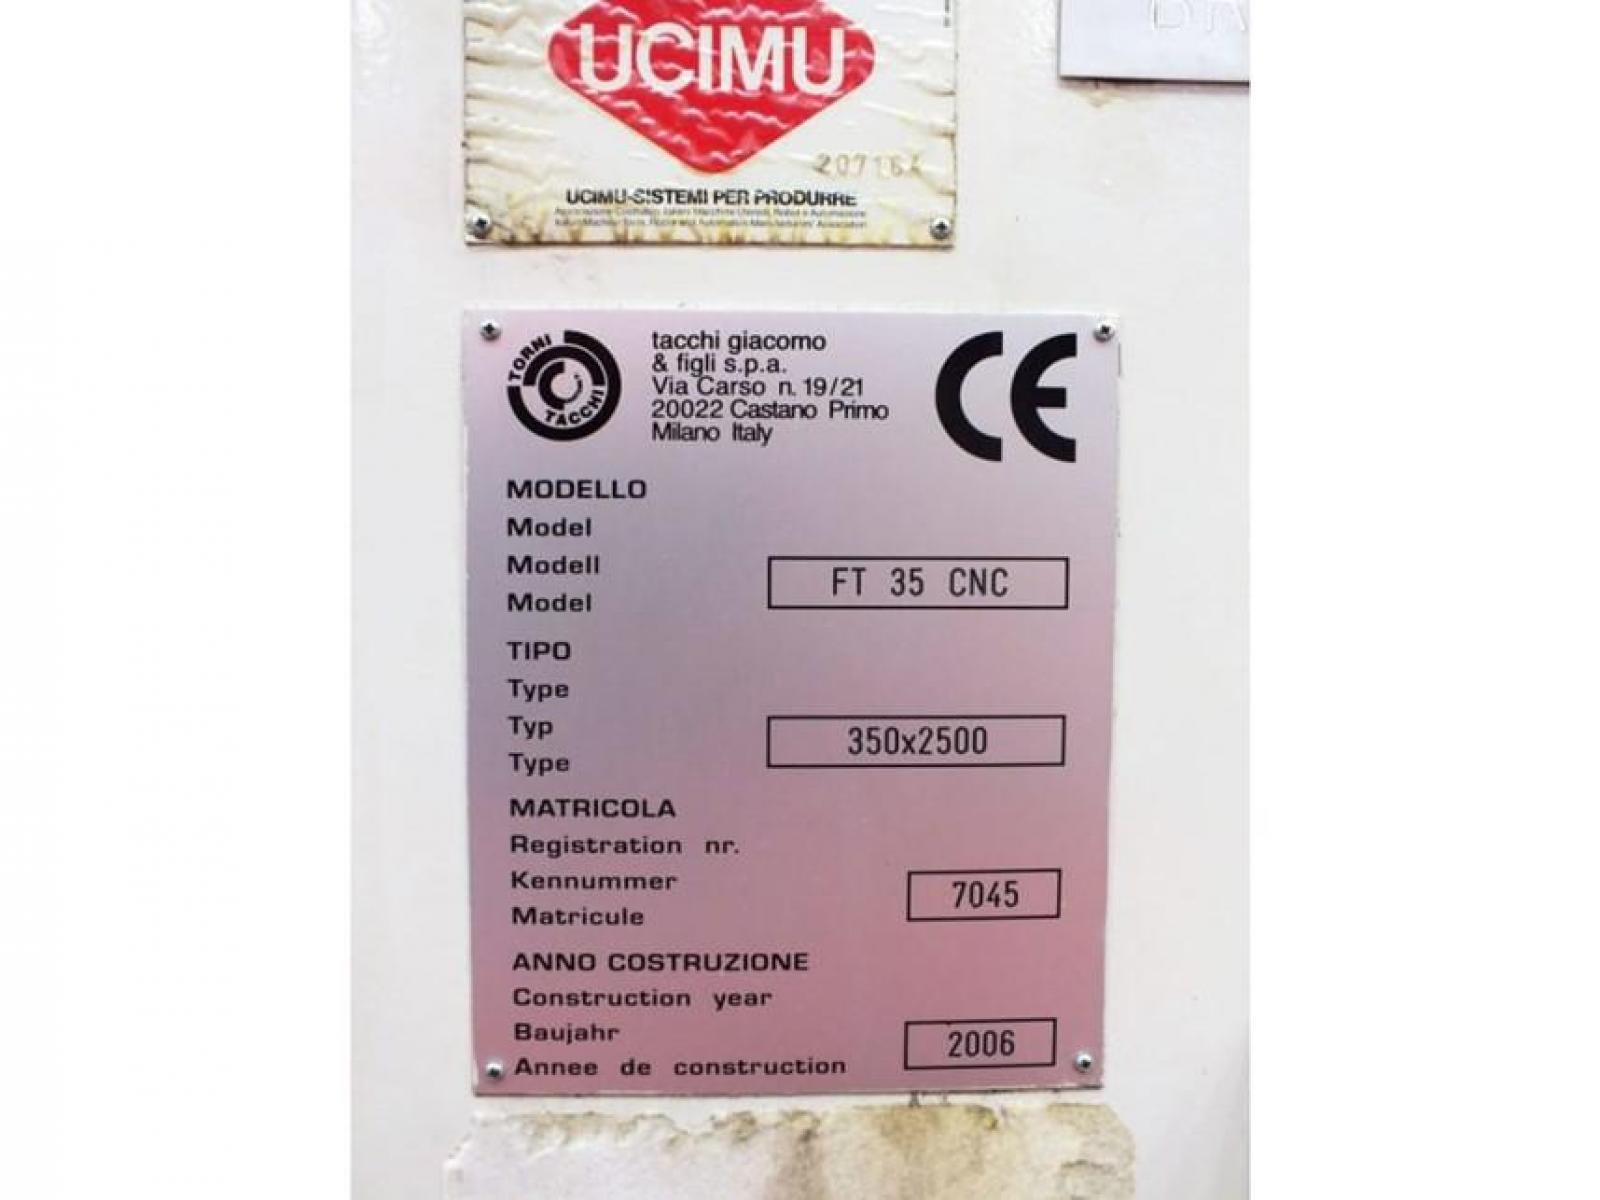 UCIMU
UCIMU-SISTEMI PER PRODURRE
TORNI
TACCHI
tacchi giacomo
& figli s.p.a.
Via Carso n. 19/21
20022 Castano Primo
Milano Italy
CE
MODELLO
Model
Modell
Model
FT 35 CNC
TIPO
Type
Typ
Type
350x2500
MATRICOLA
Registration nr.
Kennummer
Matricule
7045
ANNO COSTRUZIONE
Construction year
Baujahr
Annee de construction
2006